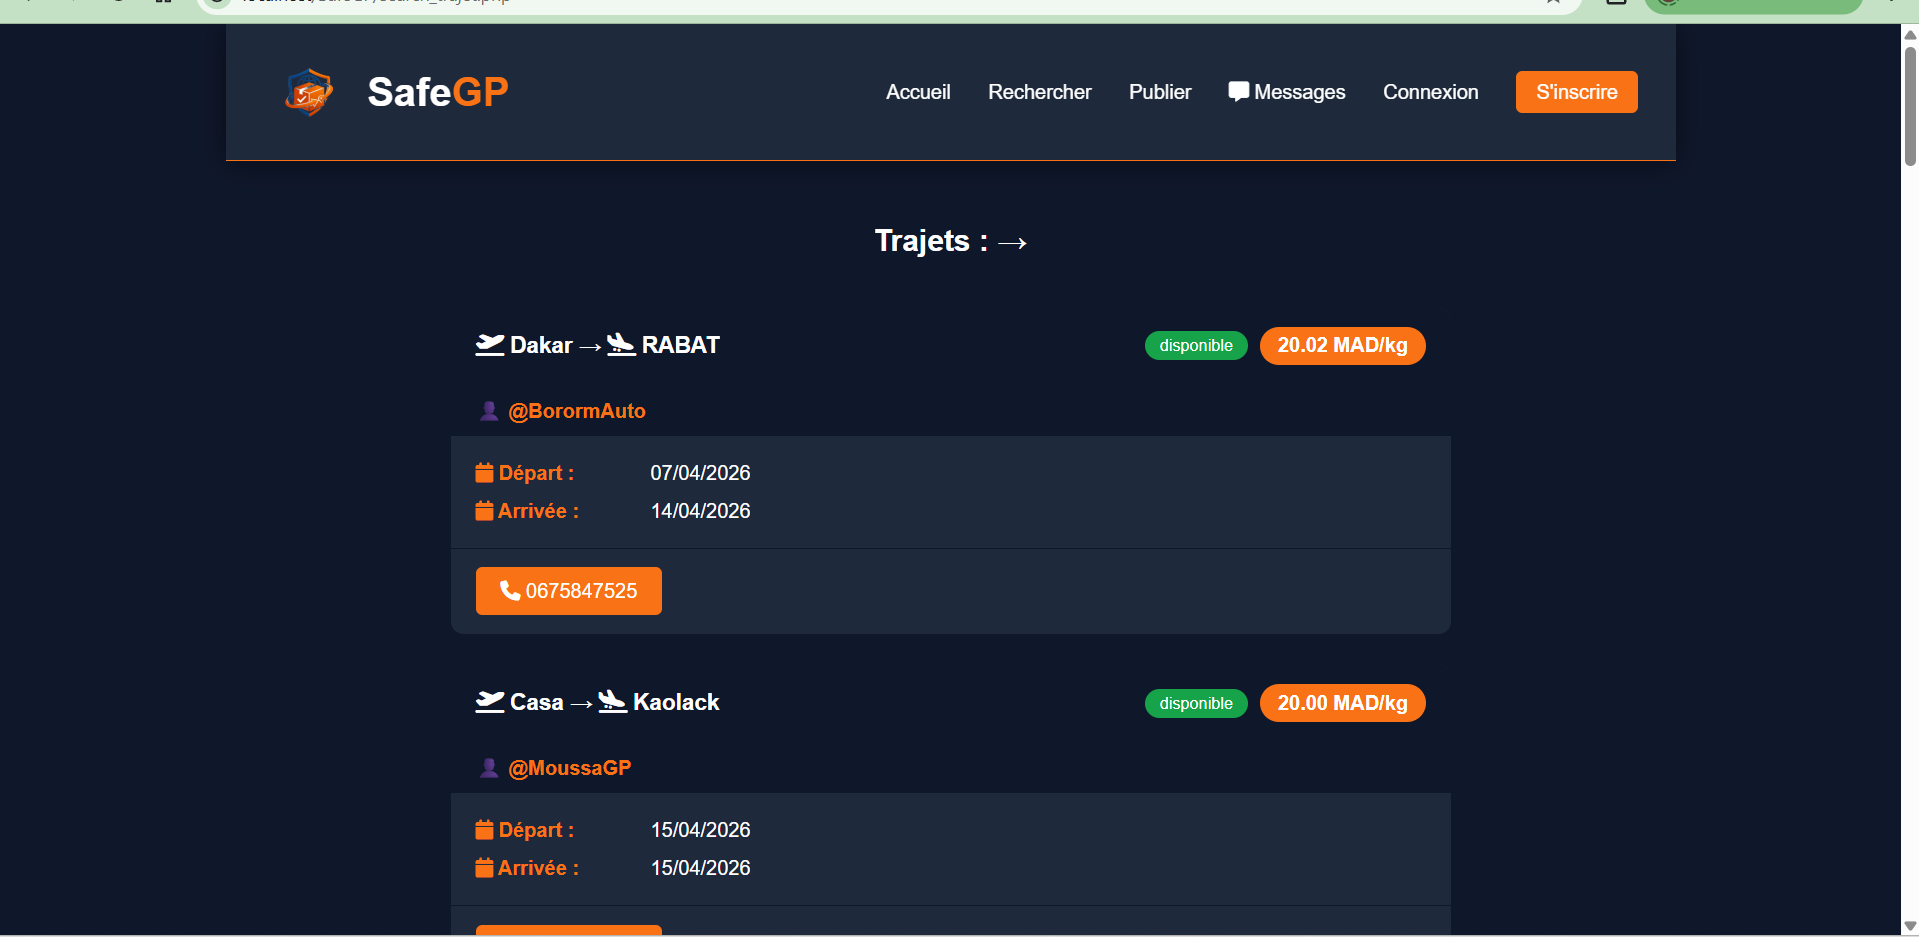 SafeGP
Accueil Rechercher Publier Messages Connexion S'inscrire
Trajets : →
Dakar → RABAT disponible 20.02 MAD/kg
@BorormAuto
Départ : 07/04/2026
Arrivée : 14/04/2026
0675847525
Casa → Kaolack disponible 20.00 MAD/kg
@MoussaGP
Départ : 15/04/2026
Arrivée : 15/04/2026